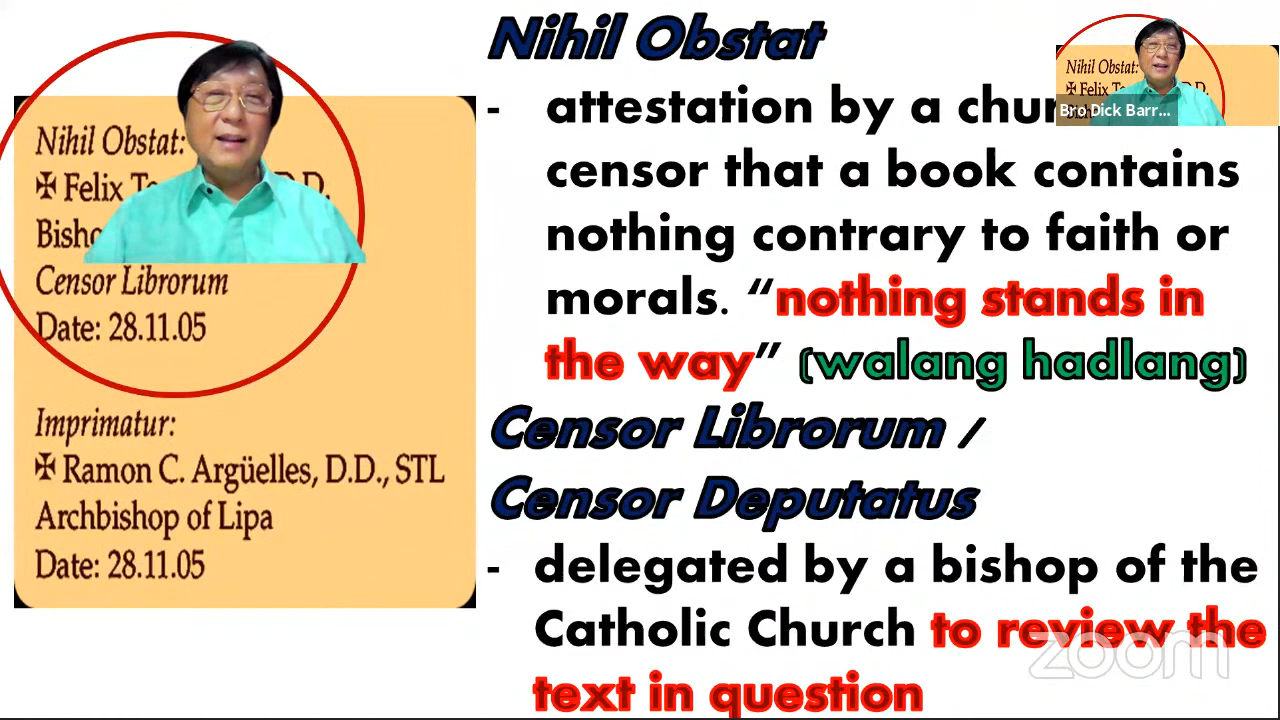 Nihil Obstat:
✠ Felix
D.D.
Censor Librorum
Date: 28.11.05
Imprimatur:
✠ Ramon C. Argüelles, D.D., STL
Archbishop of Lipa
Date: 28.11.05
Nihil Obstat
- attestation by a
censor that a book contains
nothing contrary to faith or
morals. “nothing stands in
the way” (walang hadlang)
Censor Librorum /
Censor Deputatus
- delegated by a bishop of the
Catholic Church to review the
text in question
Nihil Obstat:
✠ Felix
Bro Dick Barr...
zoom